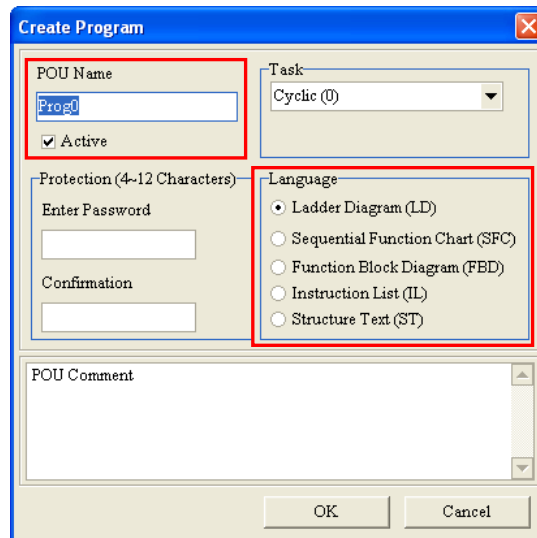 Create Program
POU Name
Prog0
Active
Task
Cyclic (0)
Protection (4~12 Characters)
Enter Password
Confirmation
Language
Ladder Diagram (LD)
Sequential Function Chart (SFC)
Function Block Diagram (FBD)
Instruction List (IL)
Structure Text (ST)
POU Comment
OK
Cancel